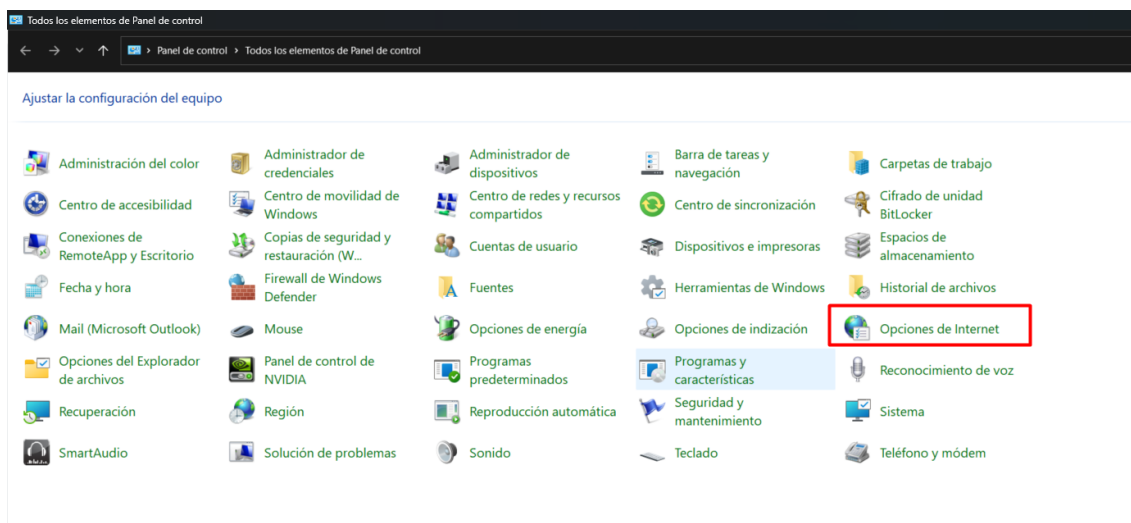 Todos los elementos de Panel de control
Panel de control > Todos los elementos de Panel de control
Ajustar la configuración del equipo
Administración del color
Administrador de
credenciales
Administrador de
dispositivos
Barra de tareas y
navegación
Carpetas de trabajo
Centro de accesibilidad
Centro de movilidad de
Windows
Centro de redes y recursos
compartidos
Centro de sincronización
Cifrado de unidad
BitLocker
Conexiones de
RemoteApp y Escritorio
Copias de seguridad y
restauración (W...
Cuentas de usuario
Dispositivos e impresoras
Espacios de
almacenamiento
Fecha y hora
Firewall de Windows
Defender
Fuentes
Herramientas de Windows
Historial de archivos
Mail (Microsoft Outlook)
Mouse
Opciones de energía
Opciones de indización
Opciones de Internet
Opciones del Explorador
de archivos
Panel de control de
NVIDIA
Programas
predeterminados
Programas y
características
Reconocimiento de voz
Recuperación
Región
Reproducción automática
Seguridad y
mantenimiento
Sistema
SmartAudio
Solución de problemas
Sonido
Teclado
Teléfono y módem